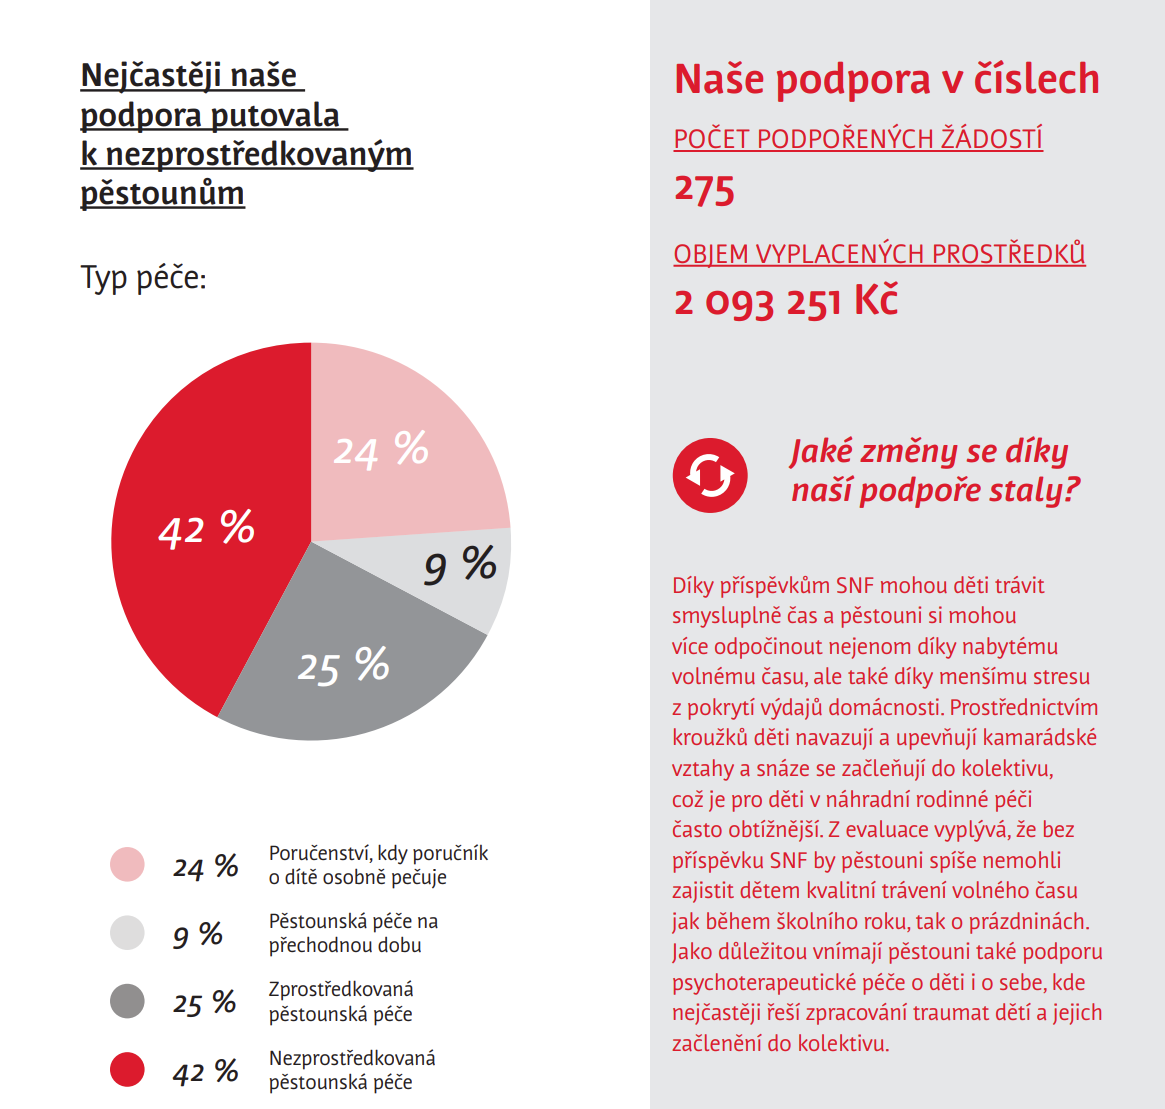 Nejčastěji naše
podpora putovala
k nezprostředkovaným
pěstounům
Typ péče:
24 %
42 %
9 %
25 %
24 %
Poručenství, kdy poručník
o dítě osobně pečuje
9 %
Pěstounská péče na
přechodnou dobu
25 %
Zprostředkovaná
pěstounská péče
42 %
Nezprostředkovaná
pěstounská péče
Naše podpora v číslech
POČET PODPOŘENÝCH ŽÁDOSTÍ
275
OBJEM VYPLACENÝCH PROSTŘEDKŮ
2 093 251 Kč
Jaké změny se díky
naší podpoře staly?
Díky příspěvkům SNF mohou děti trávit
smysluplně čas a pěstouni si mohou
více odpočinout nejenom díky nabytému
volnému času, ale také díky menšímu stresu
z pokrytí výdajů domácnosti. Prostřednictvím
kroužků děti navazují a upevňují kamarádské
vztahy a snáze se začleňují do kolektivu,
což je pro děti v náhradní rodinné péči
často obtížnější. Z evaluace vyplývá, že bez
příspěvku SNF by pěstouni spíše nemohli
zajistit dětem kvalitní trávení volného času
jak během školního roku, tak o prázdninách.
Jako důležitou vnímají pěstouni také podporu
psychoterapeutické péče o děti i o sebe, kde
nejčastěji řeší zpracování traumat dětí a jejich
začlenění do kolektivu.